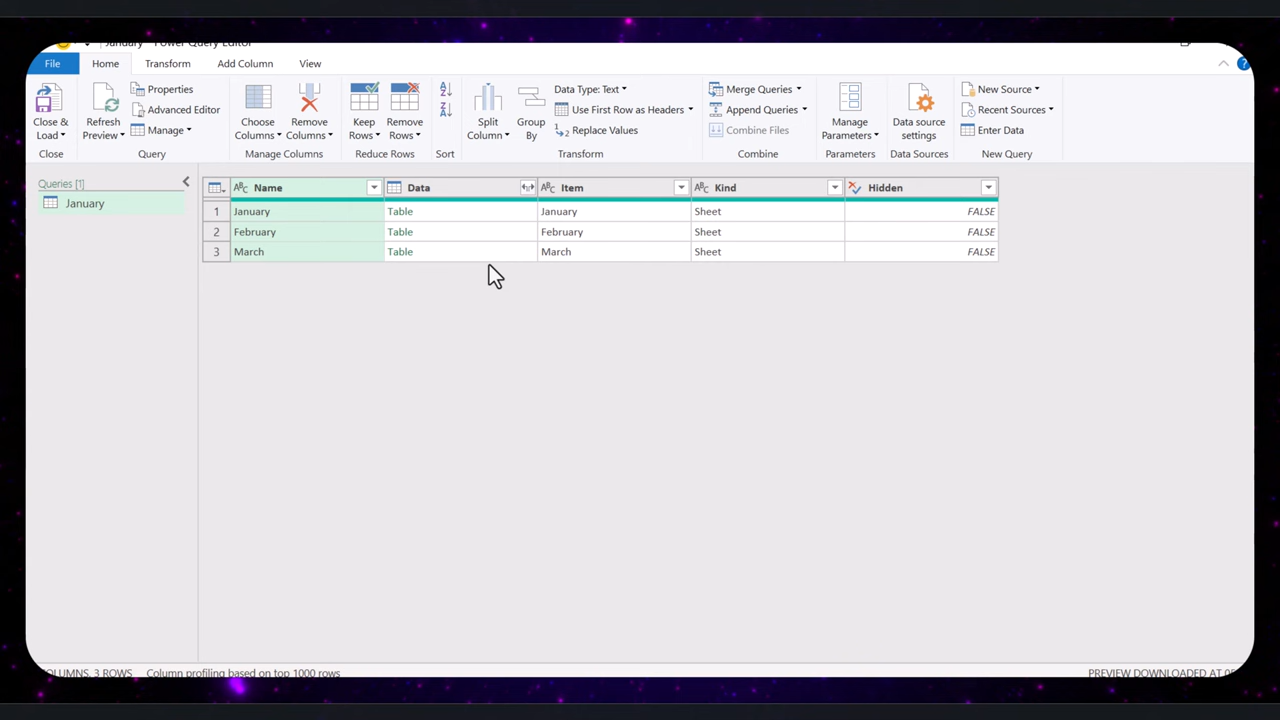 January - Power Query Editor
File Home Transform Add Column View
Close & Load
Refresh Preview
Properties
Advanced Editor
Manage
Choose Columns
Remove Columns
Keep Rows
Remove Rows
Split Column
Group By
Data Type: Text
Use First Row as Headers
Replace Values
Merge Queries
Append Queries
Combine Files
Manage Parameters
Data source settings
New Source
Recent Sources
Enter Data
Close Query Manage Columns Reduce Rows Sort Transform Combine Parameters Data Sources New Query
Queries [1]
January
Name Data Item Kind Hidden
1 January Table January Sheet FALSE
2 February Table February Sheet FALSE
3 March Table March Sheet FALSE
3 ROWS Column profiling based on top 1000 rows
PREVIEW DOWNLOADED AT